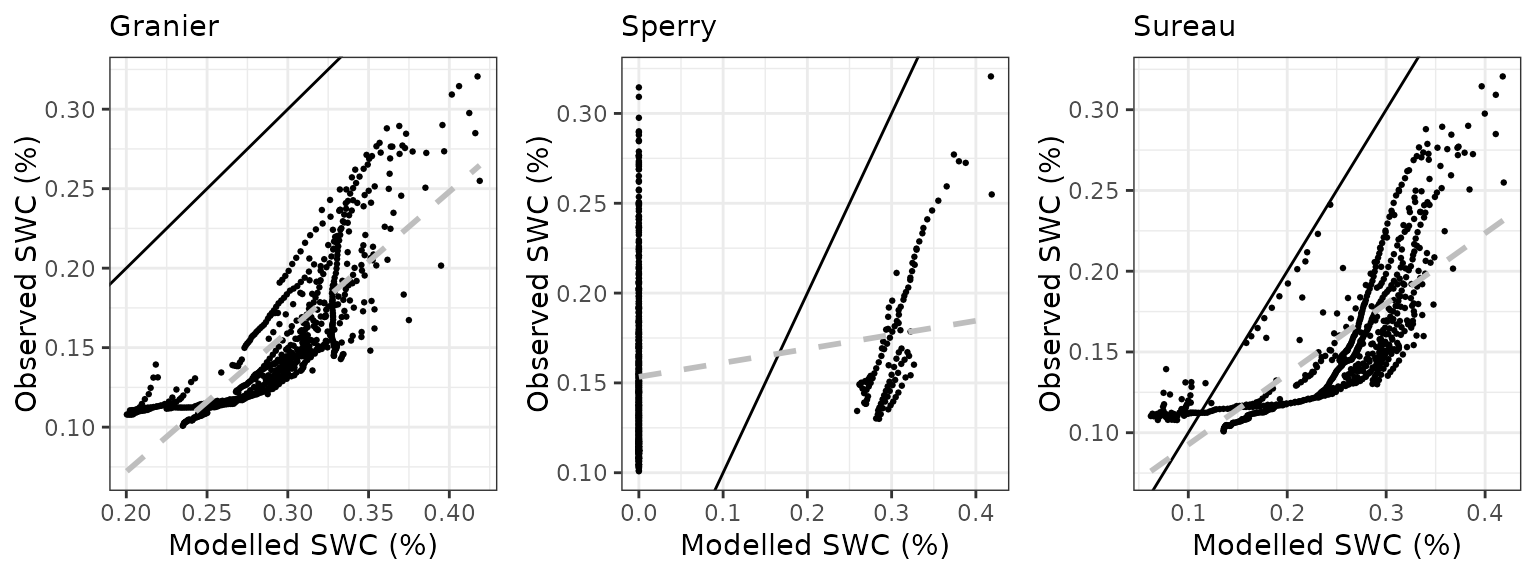 Granier
Sperry
Sureau
Observed SWC (%)
0.30
0.25
0.20
0.15
0.10
0.20 0.25 0.30 0.35 0.40
Modelled SWC (%)
Observed SWC (%)
0.30
0.25
0.20
0.15
0.10
0.0 0.1 0.2 0.3 0.4
Modelled SWC (%)
Observed SWC (%)
0.30
0.25
0.20
0.15
0.10
0.1 0.2 0.3 0.4
Modelled SWC (%)